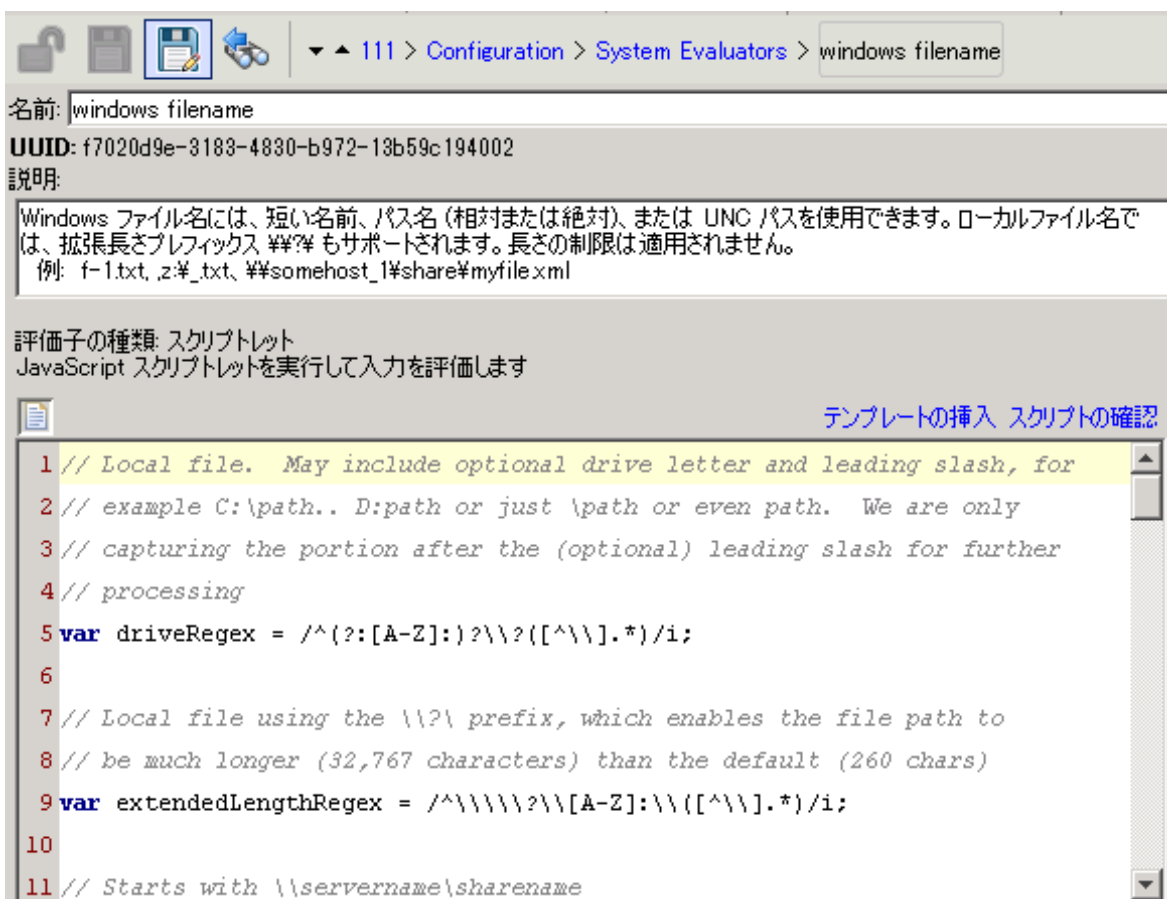 111 > Configuration > System Evaluators > windows filename
名前: windows filename
UUID: f7020d9e-3183-4830-b972-13b59c194002
説明:
Windows ファイル名には、短い名前、パス名 (相対または絶対)、または UNC パスを使用できます。ローカルファイル名で
は、拡張長さプレフィックス ¥¥?¥ もサポートされます。長さの制限は適用されません。
例: f-1.txt, ,z:¥_.txt、 ¥¥somehost_1¥share¥myfile.xml
評価子の種類: スクリプトレット
JavaScript スクリプトレットを実行して入力を評価します
テンプレートの挿入 スクリプトの確認
1 // Local file.  May include optional drive letter and leading slash, for
2 // example C:\path.. D:path or just \path or even path.  We are only
3 // capturing the portion after the (optional) leading slash for further
4 // processing
5 var driveRegex = /^(?:[A-Z]:)?\\?([^\\].*)/i;
6
7 // Local file using the \\?\ prefix, which enables the file path to
8 // be much longer (32,767 characters) than the default (260 chars)
9 var extendedLengthRegex = /^\\\\\?\\[A-Z]:\\([^\\].*)/i;
10
11 // Starts with \\servername\sharename